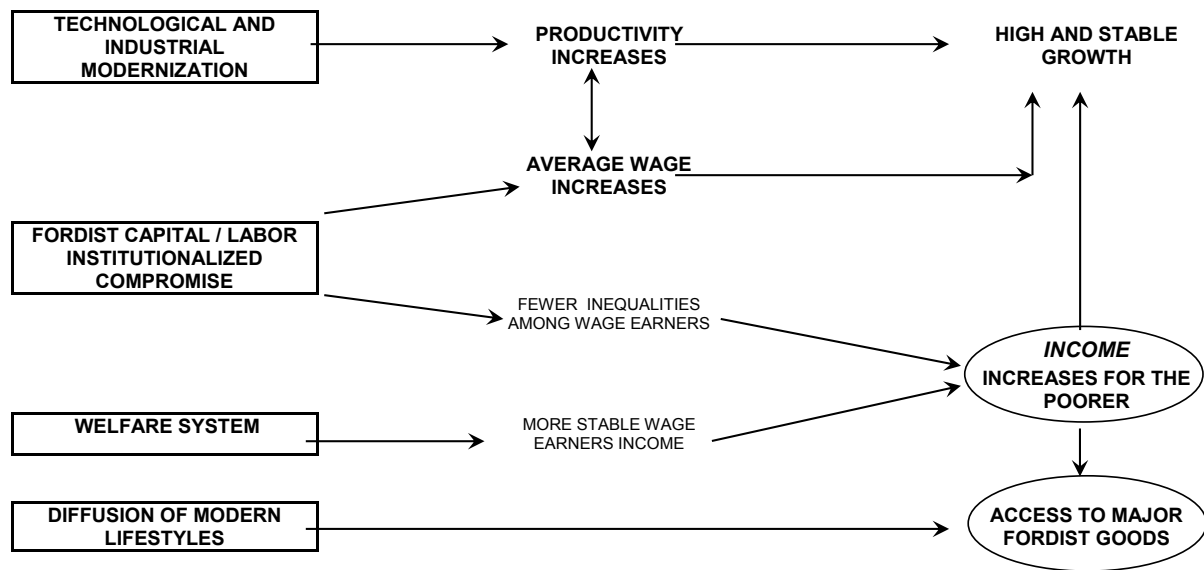 TECHNOLOGICAL AND
INDUSTRIAL
MODERNIZATION
PRODUCTIVITY
INCREASES
HIGH AND STABLE
GROWTH
AVERAGE WAGE
INCREASES
FORDIST CAPITAL / LABOR
INSTITUTIONALIZED
COMPROMISE
FEWER INEQUALITIES
AMONG WAGE EARNERS
INCOME
INCREASES FOR THE
POORER
WELFARE SYSTEM
MORE STABLE WAGE
EARNERS INCOME
DIFFUSION OF MODERN
LIFESTYLES
ACCESS TO MAJOR
FORDIST GOODS